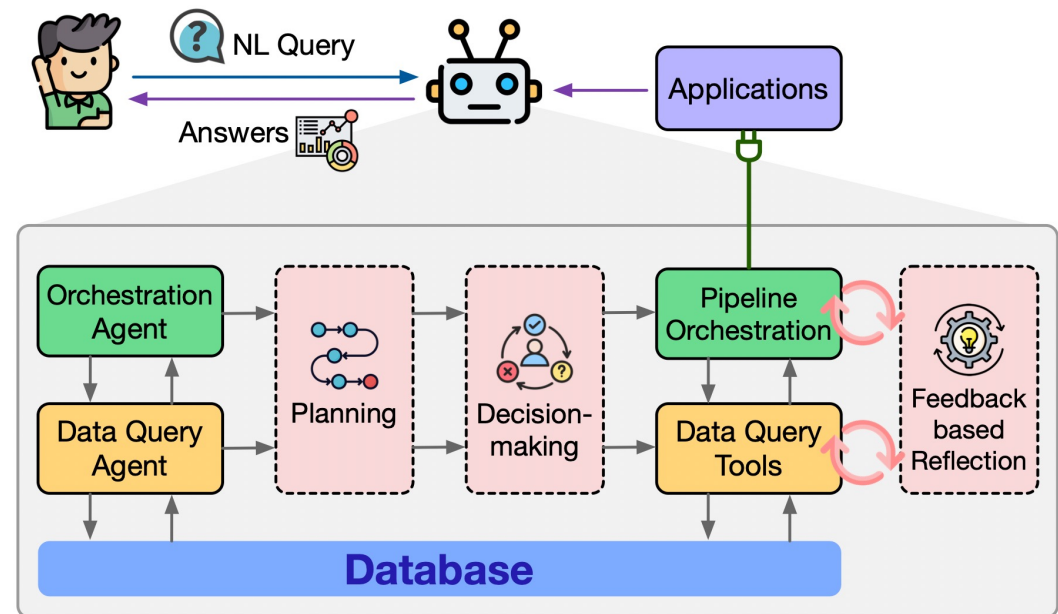 NL Query
Answers
Applications
Orchestration
Agent
Planning
Decision-
making
Pipeline
Orchestration
Feedback
based
Reflection
Data Query
Agent
Data Query
Tools
Database